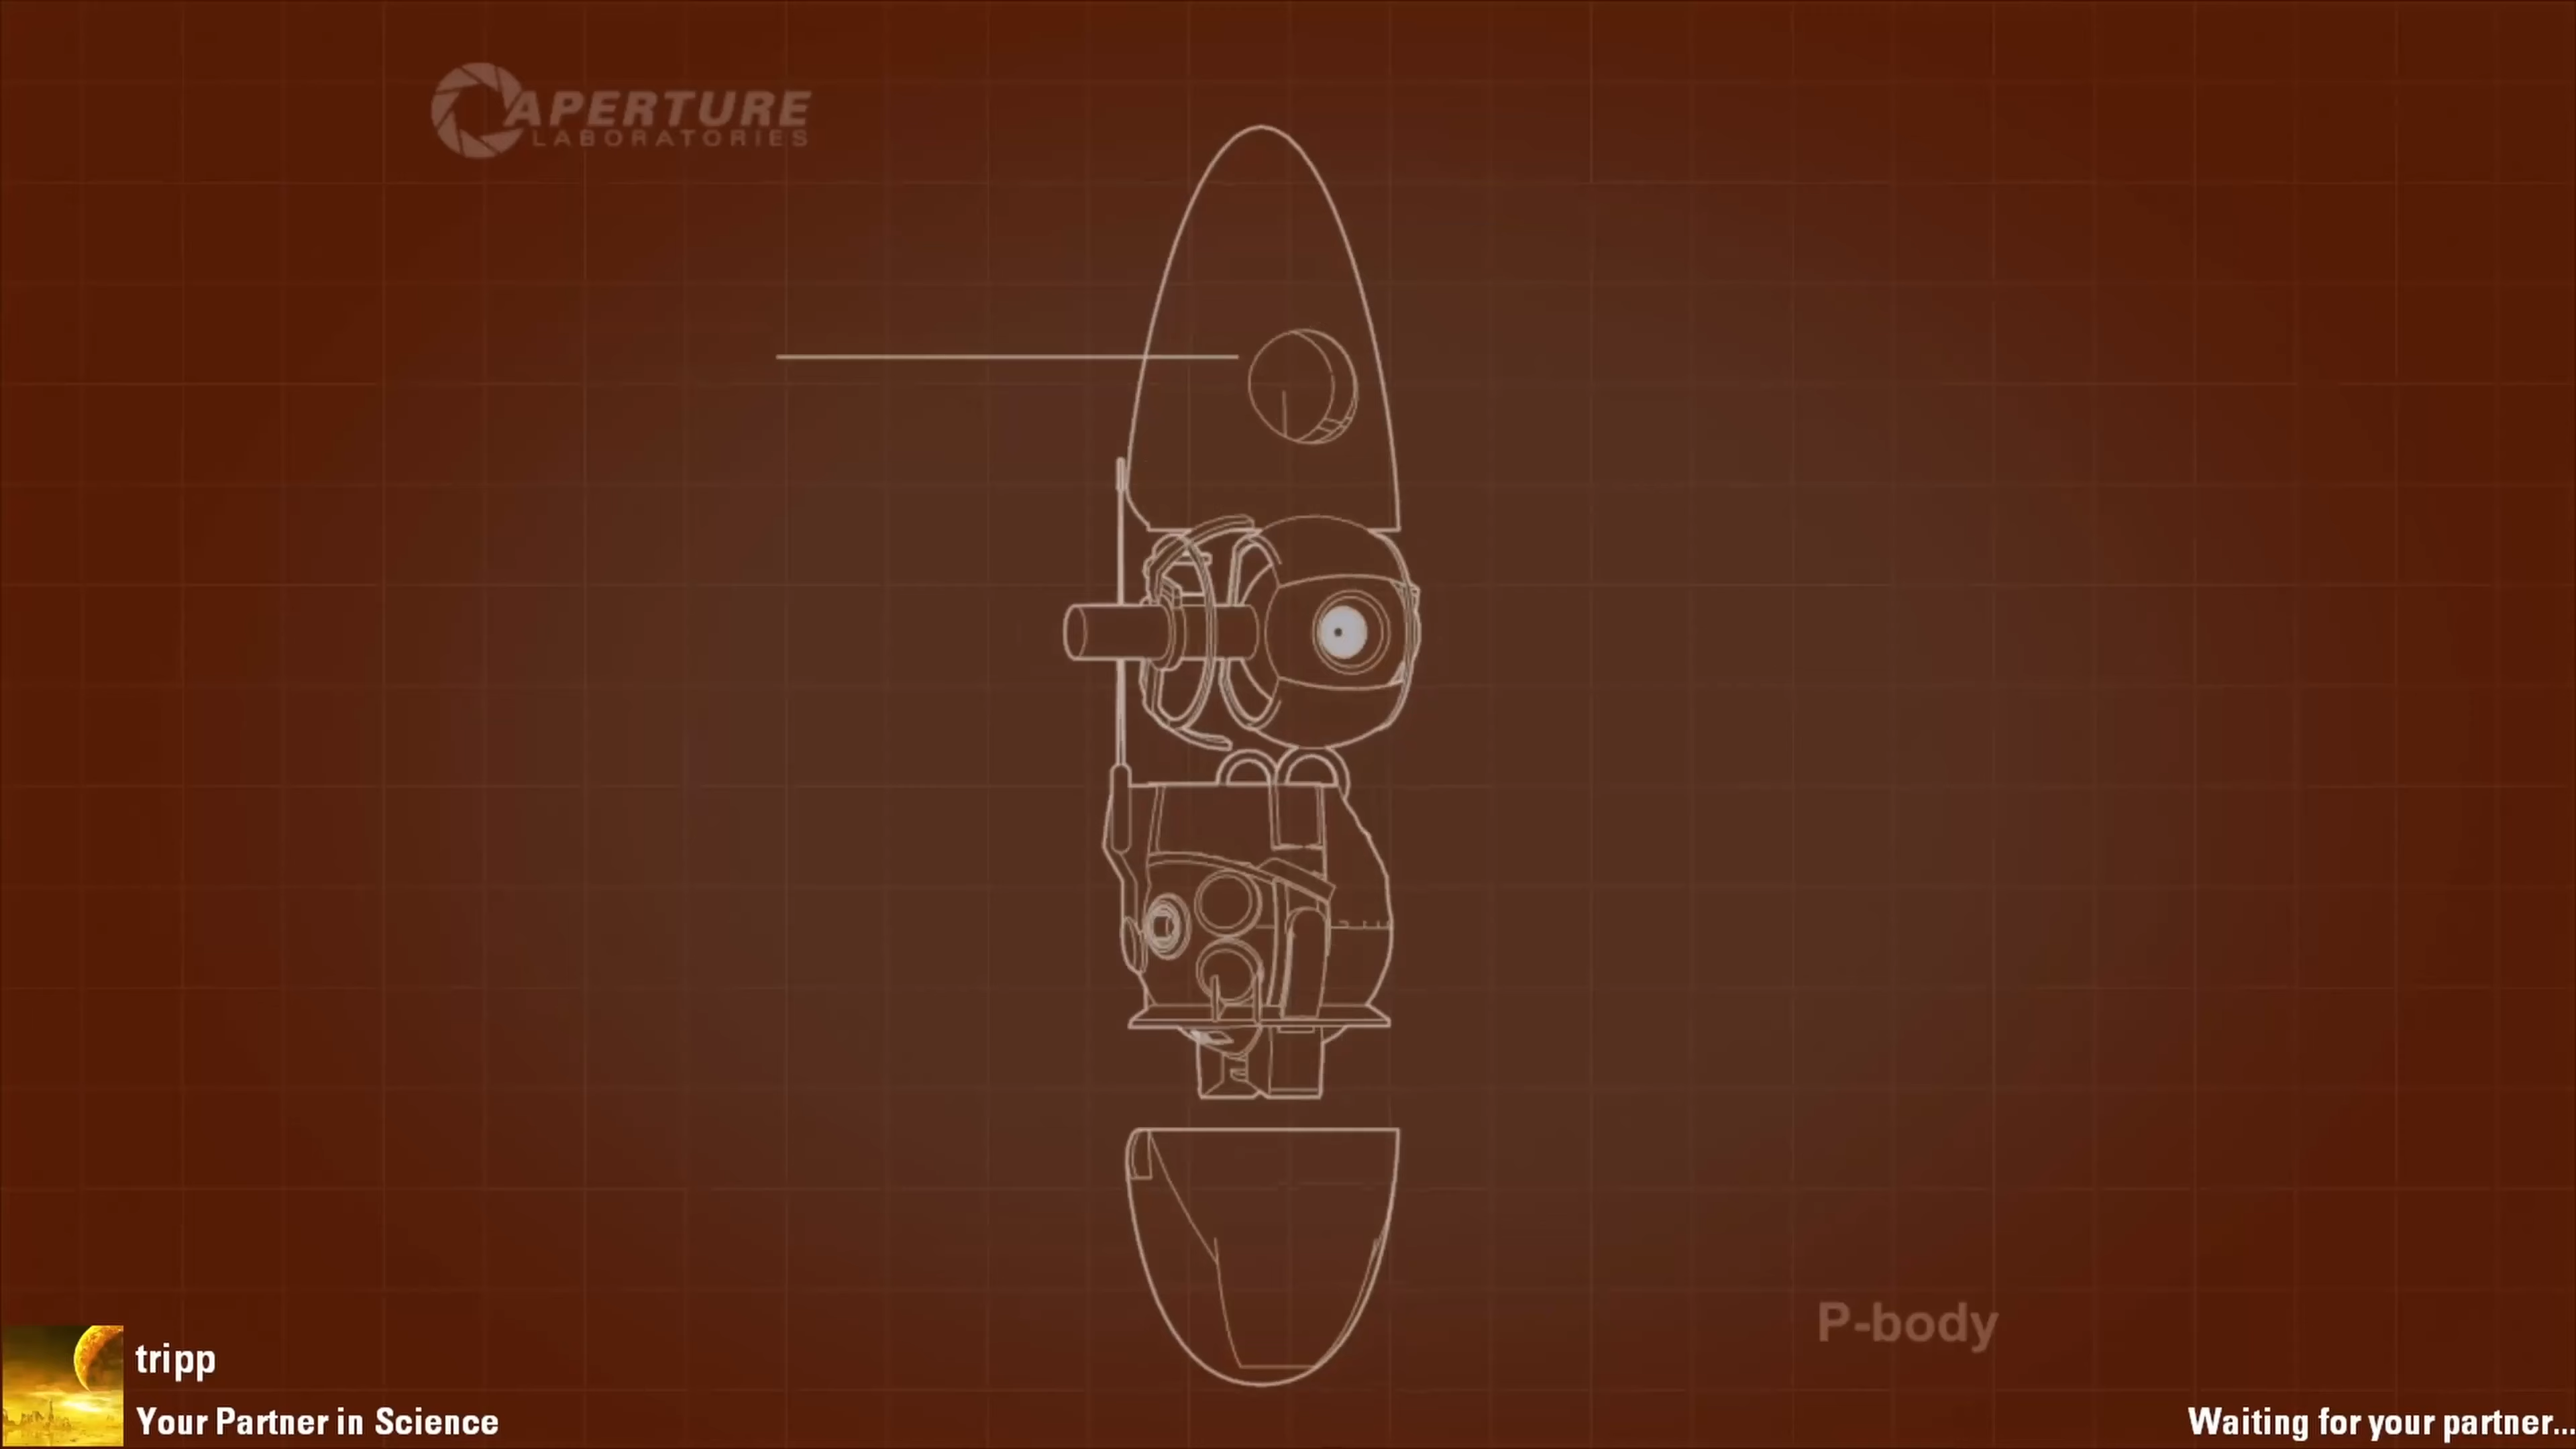 APERTURE
LABORATORIES
P-body
tripp
Your Partner in Science
Waiting for your partner...